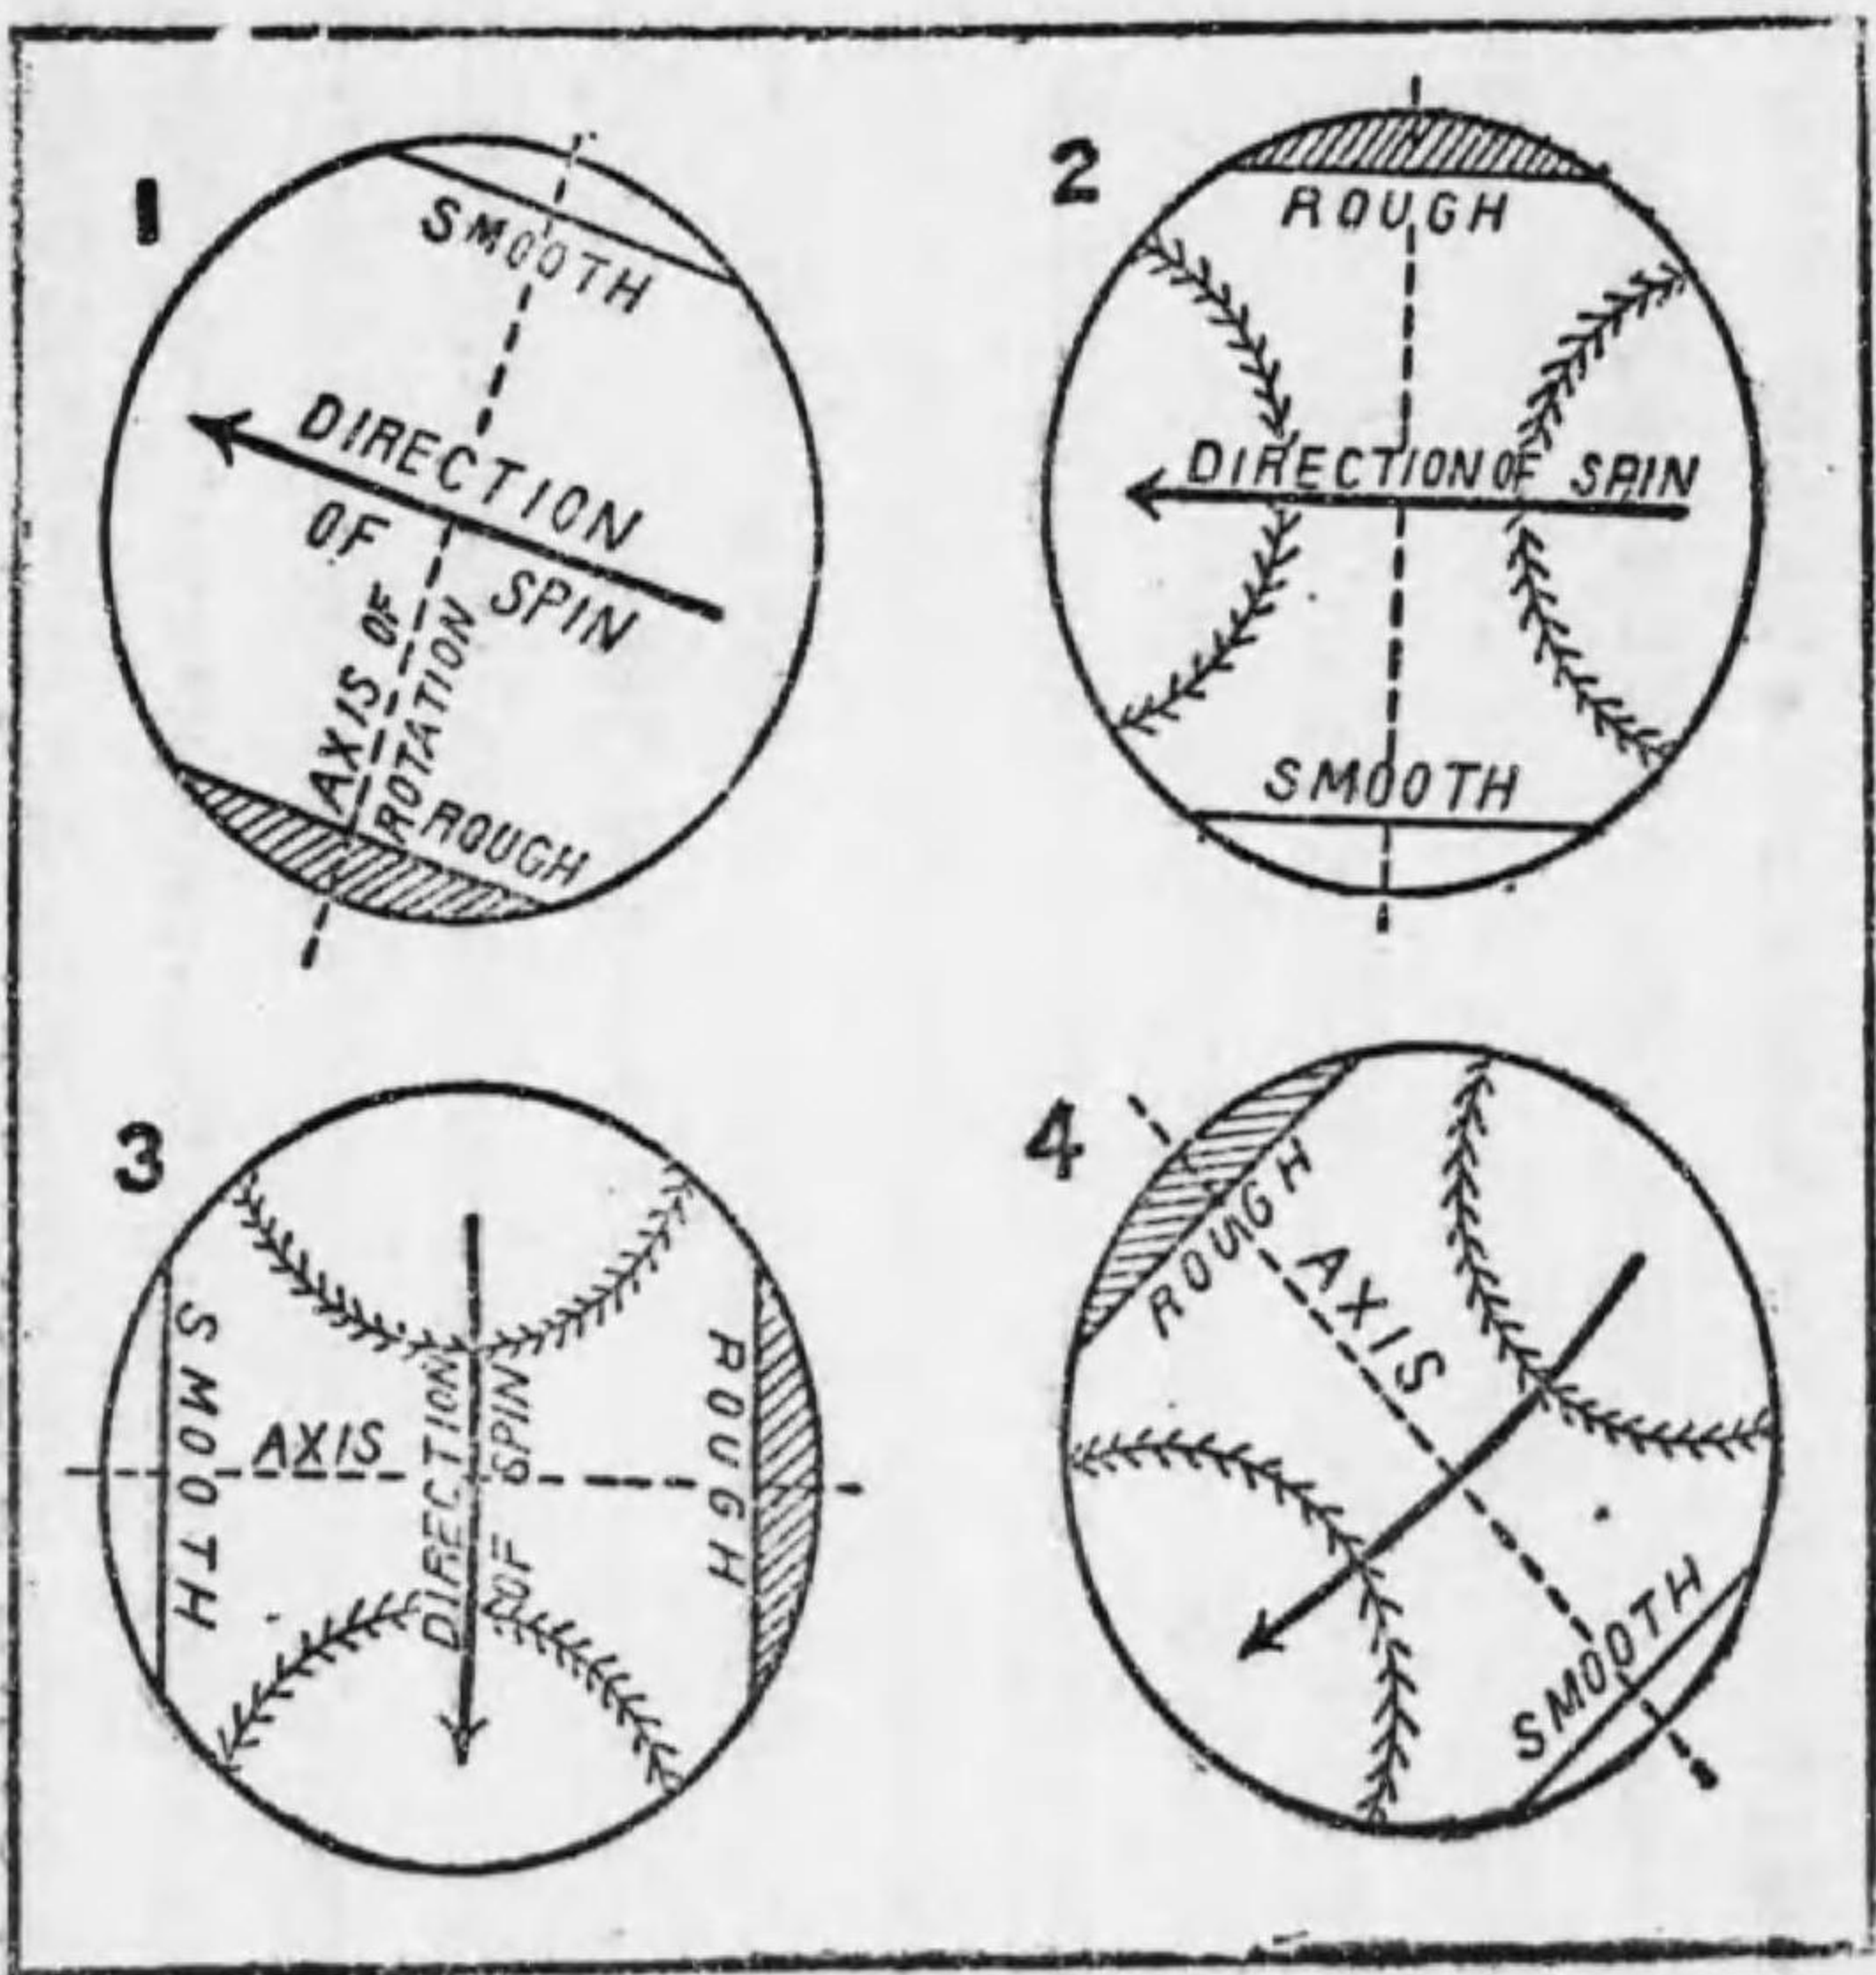 1
SMOOTH
DIRECTION
OF SPIN
AXIS OF
ROTATION
ROUGH
2
ROUGH
DIRECTION OF SPIN
SMOOTH
3
SMOOTH
AXIS
DIRECTION
OF SPIN
ROUGH
4
ROUGH
AXIS
SMOOTH